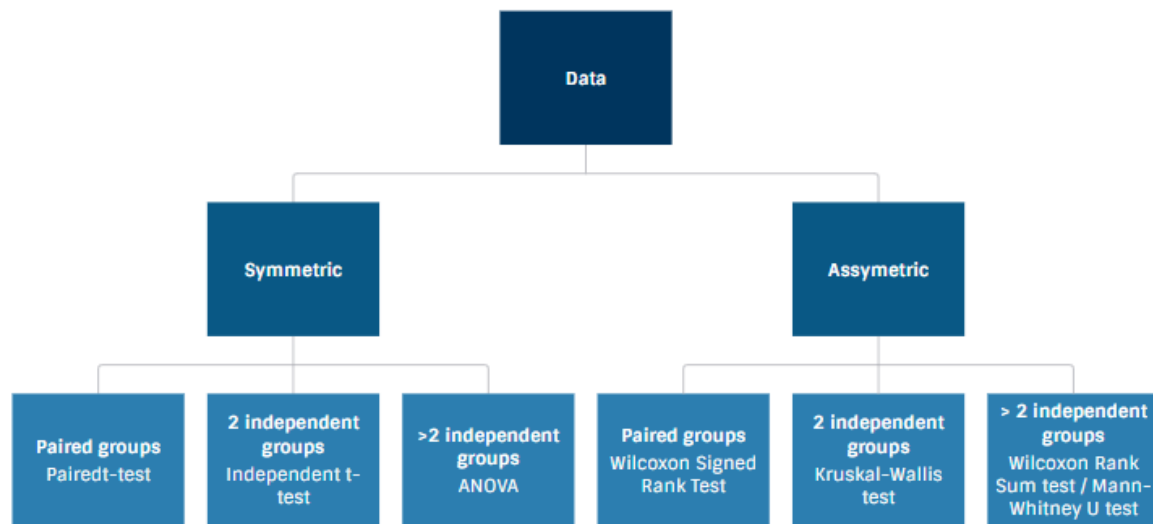 Data
Symmetric
Assymetric
Paired groups
Pairedt-test
2 independent
groups
Independent t-
test
>2 independent
groups
ANOVA
Paired groups
Wilcoxon Signed
Rank Test
2 independent
groups
Kruskal-Wallis
test
> 2 independent
groups
Wilcoxon Rank
Sum test / Mann-
Whitney U test